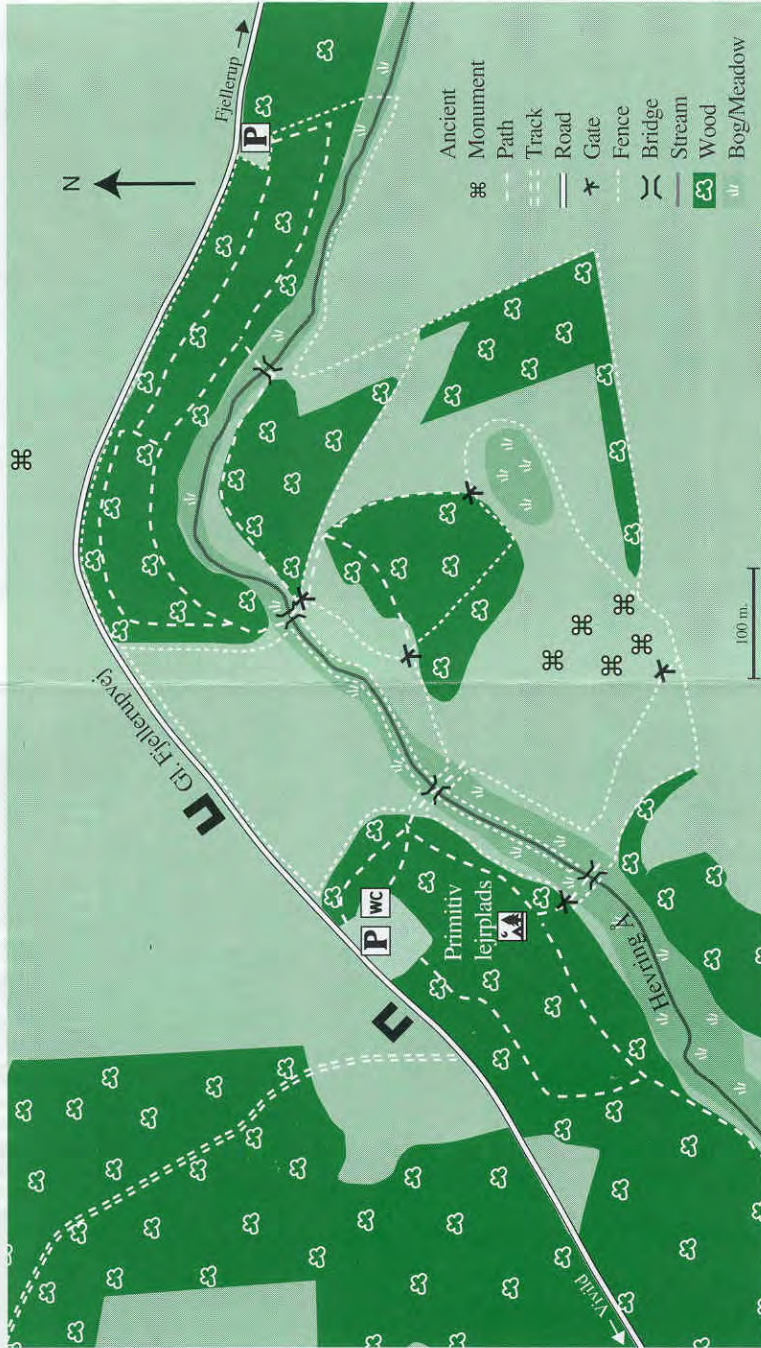 Fjellerup
P
N
Gl. Fjellerupvej
P
WC
Primitiv
lejrplads
Hevring Å
Vivild
100 m.
Ancient
Monument
Path
Track
Road
Gate
Fence
Bridge
Stream
Wood
Bog/Meadow